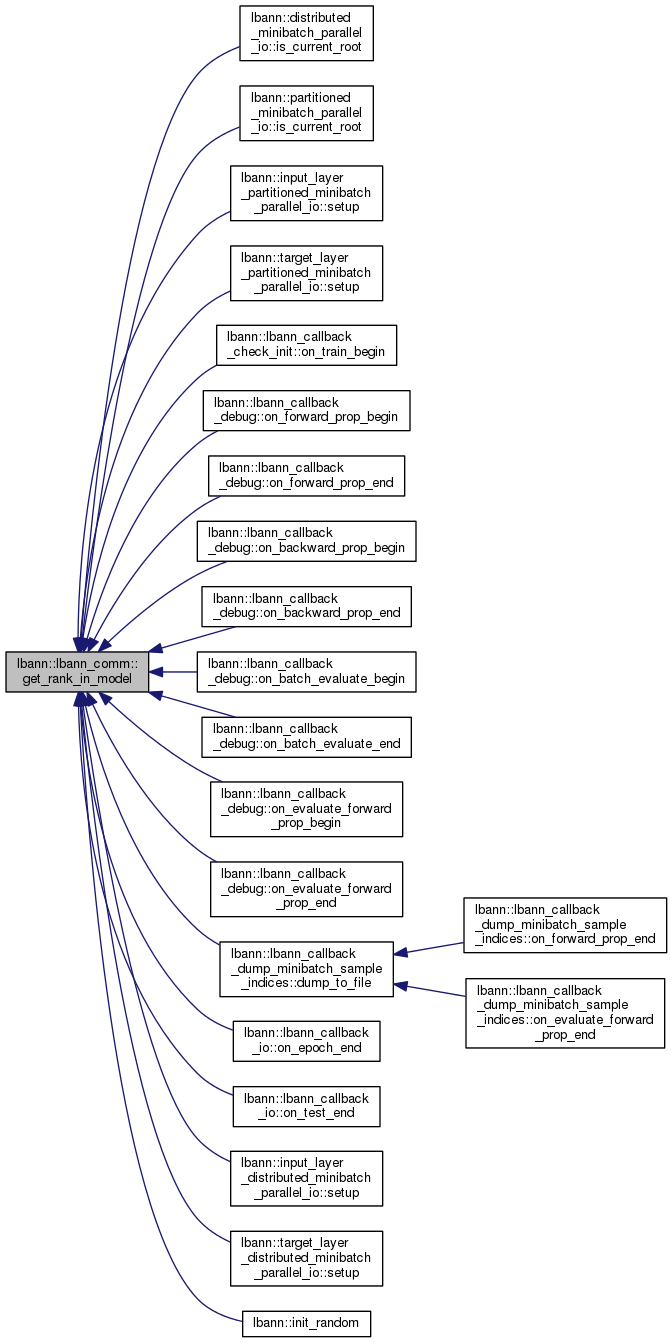 lbann::distributed
_minibatch_parallel
_io::is_current_root
lbann::partitioned
_minibatch_parallel
_io::is_current_root
lbann::input_layer
_partitioned_minibatch
_parallel_io::setup
lbann::target_layer
_partitioned_minibatch
_parallel_io::setup
lbann::lbann_callback
_check_init::on_train_begin
lbann::lbann_callback
_debug::on_forward_prop_begin
lbann::lbann_callback
_debug::on_forward_prop_end
lbann::lbann_callback
_debug::on_backward_prop_begin
lbann::lbann_callback
_debug::on_backward_prop_end
lbann::lbann_comm::
get_rank_in_model
lbann::lbann_callback
_debug::on_batch_evaluate_begin
lbann::lbann_callback
_debug::on_batch_evaluate_end
lbann::lbann_callback
_debug::on_evaluate_forward
_prop_begin
lbann::lbann_callback
_debug::on_evaluate_forward
_prop_end
lbann::lbann_callback
_dump_minibatch_sample
_indices::dump_to_file
lbann::lbann_callback
_dump_minibatch_sample
_indices::on_forward_prop_end
lbann::lbann_callback
_dump_minibatch_sample
_indices::on_evaluate_forward
_prop_end
lbann::lbann_callback
_io::on_epoch_end
lbann::lbann_callback
_io::on_test_end
lbann::input_layer
_distributed_minibatch
_parallel_io::setup
lbann::target_layer
_distributed_minibatch
_parallel_io::setup
lbann::init_random